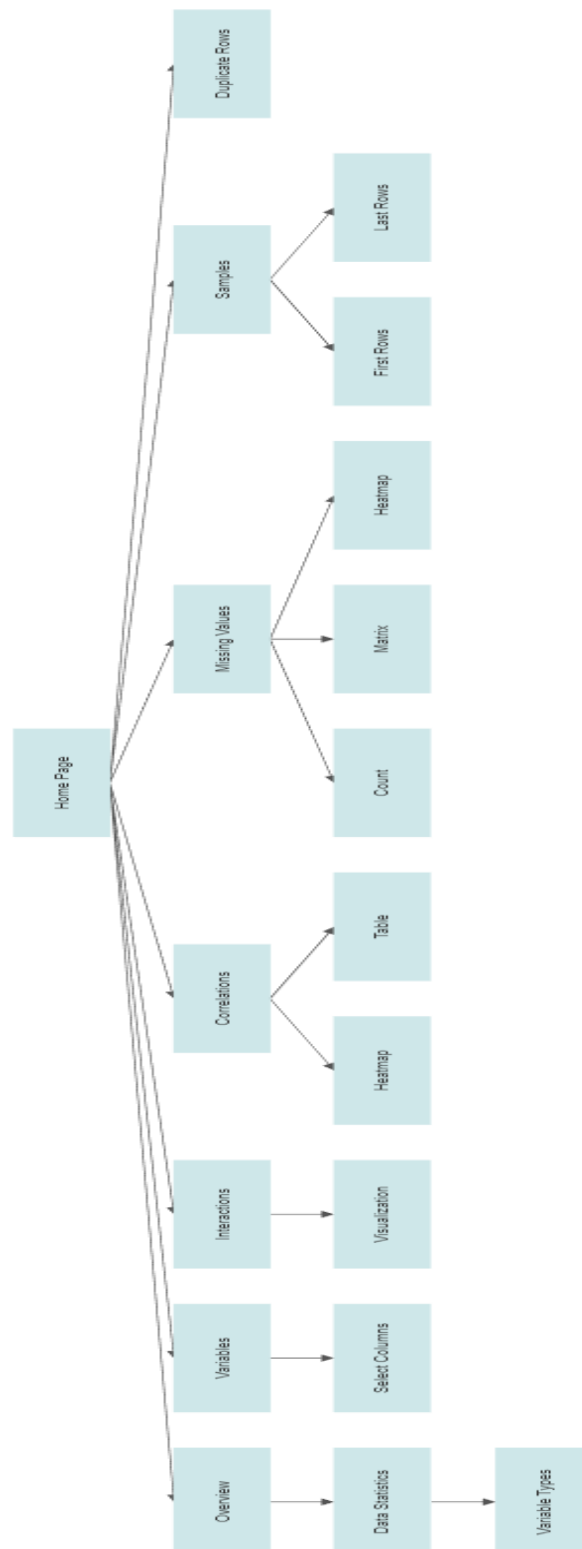 Home Page
Overview
Variables
Interactions
Correlations
Missing Values
Samples
Duplicate Rows
Data Statistics
Select Columns
Visualization
Heatmap
Table
Count
Matrix
Heatmap
First Rows
Last Rows
Variable Types